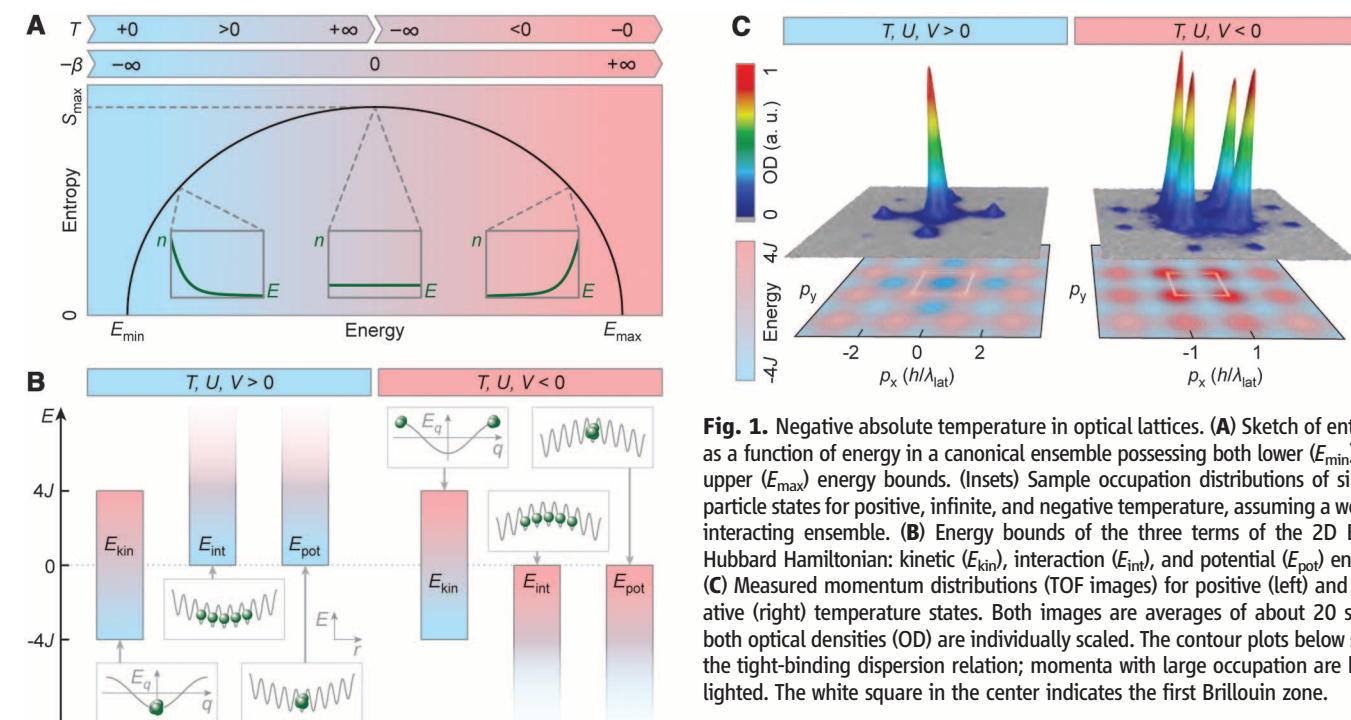 A
T +0 >0 +∞ −∞ <0 −0
−β −∞ 0 +∞
Entropy
S_max
0
n
E
n
E
n
E
E_min Energy E_max
B
T, U, V > 0 T, U, V < 0
E
4J
0
-4J
E_kin
E_int
E_pot
E_q
q
E
r
E_q
q
E_kin
E_int
E_pot
C
T, U, V > 0 T, U, V < 0
OD (a. u.)
1
0
Energy
4J
-4J
p_y
-2 0 2
p_x (h/λ_lat)
p_y
-1 1
p_x (h/λ_lat)
Fig. 1. Negative absolute temperature in optical lattices. (A) Sketch of
as a function of energy in a canonical ensemble possessing both lower (E_min)
upper (E_max) energy bounds. (Insets) Sample occupation distributions of
particle states for positive, infinite, and negative temperature, assuming a
interacting ensemble. (B) Energy bounds of the three terms of the 2D
Hubbard Hamiltonian: kinetic (E_kin), interaction (E_int), and potential (E_pot)
(C) Measured momentum distributions (TOF images) for positive (left) and
ative (right) temperature states. Both images are averages of about 20
both optical densities (OD) are individually scaled. The contour plots below
the tight-binding dispersion relation; momenta with large occupation are
lighted. The white square in the center indicates the first Brillouin zone.